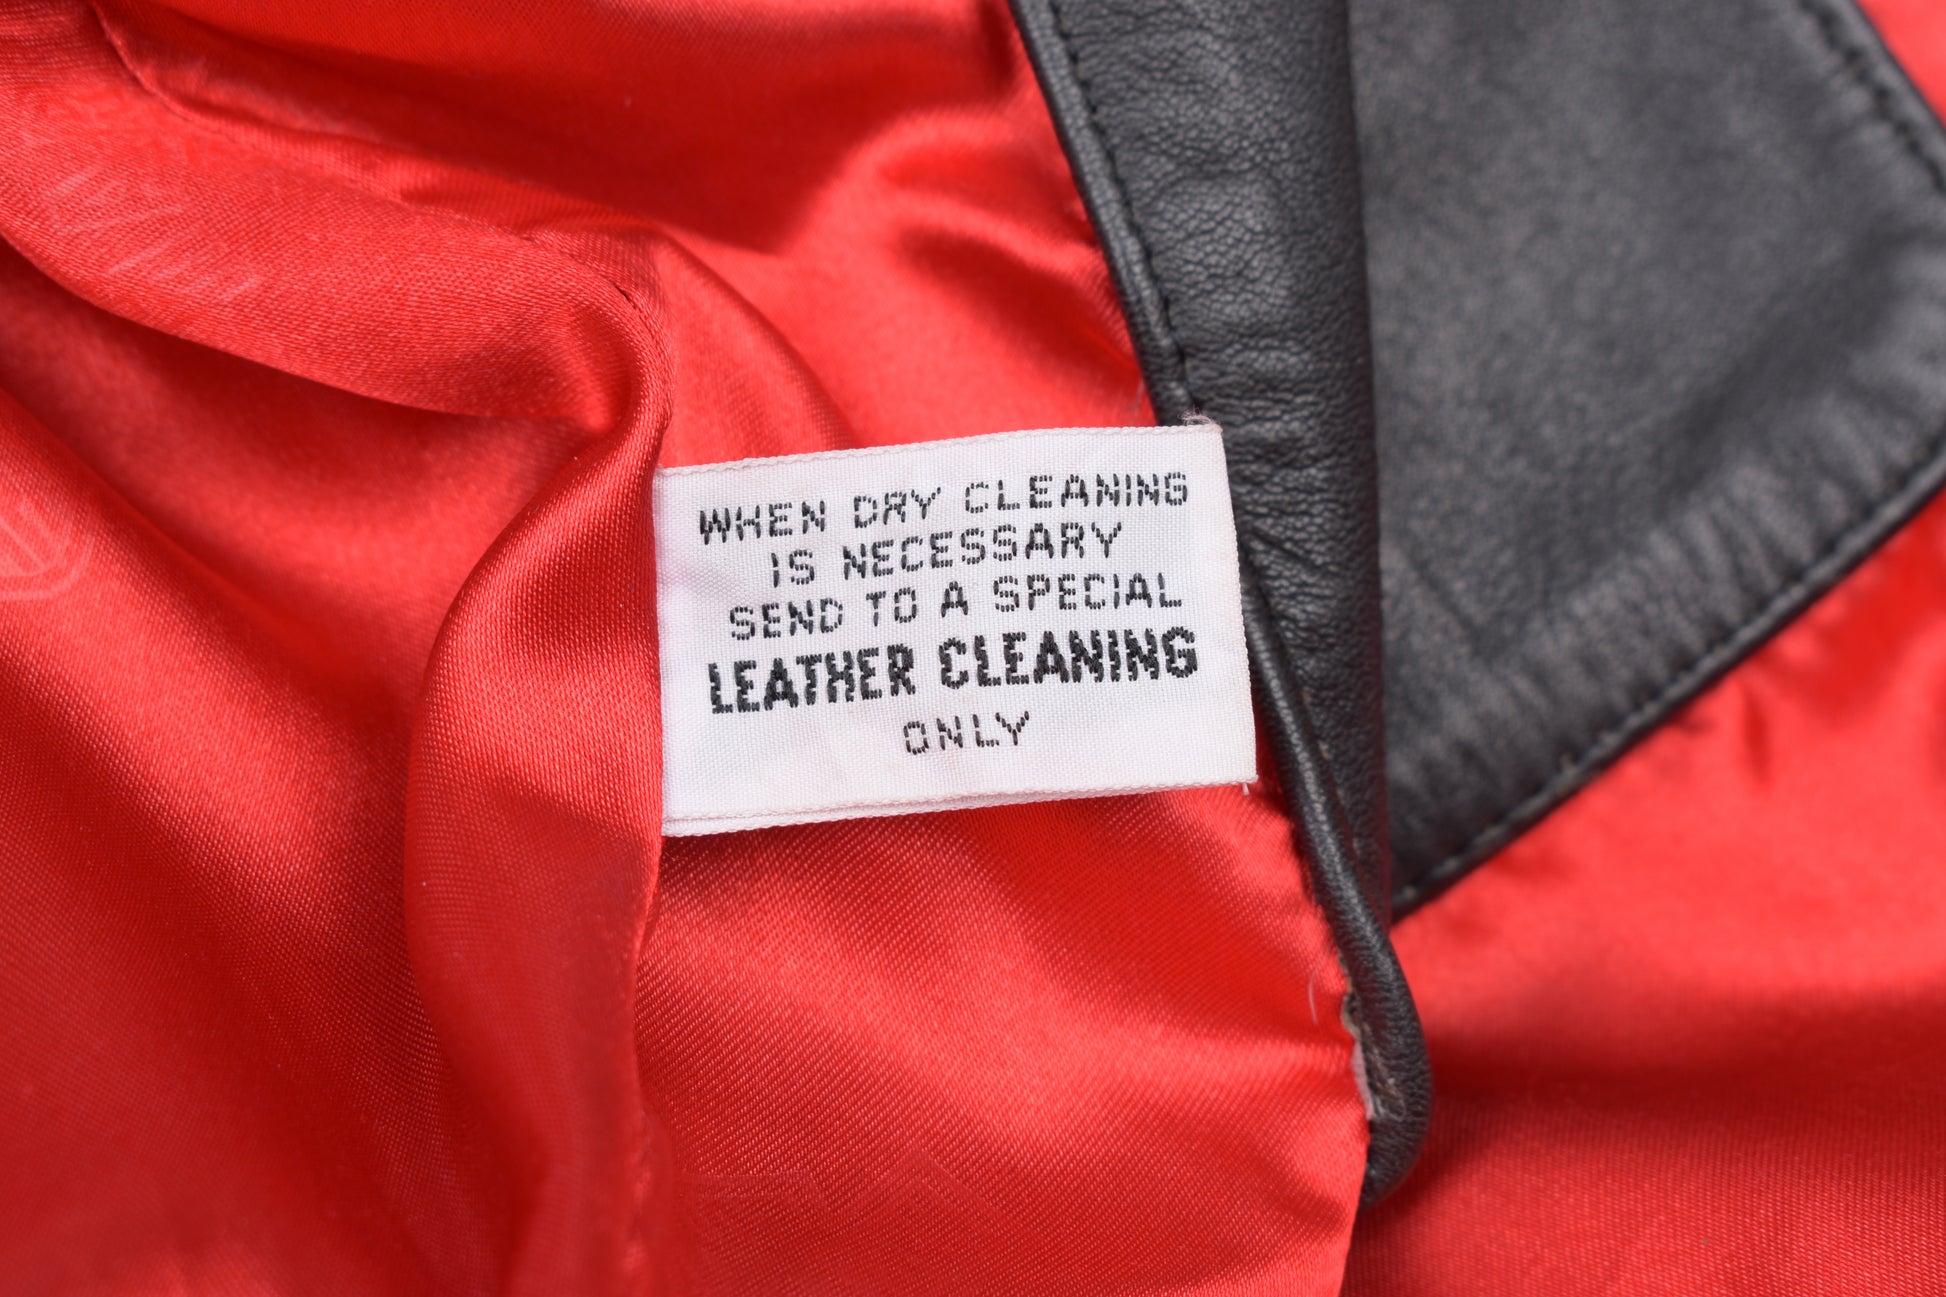 WHEN DRY CLEANING
IS NECESSARY
SEND TO A SPECIAL
LEATHER CLEANING
ONLY